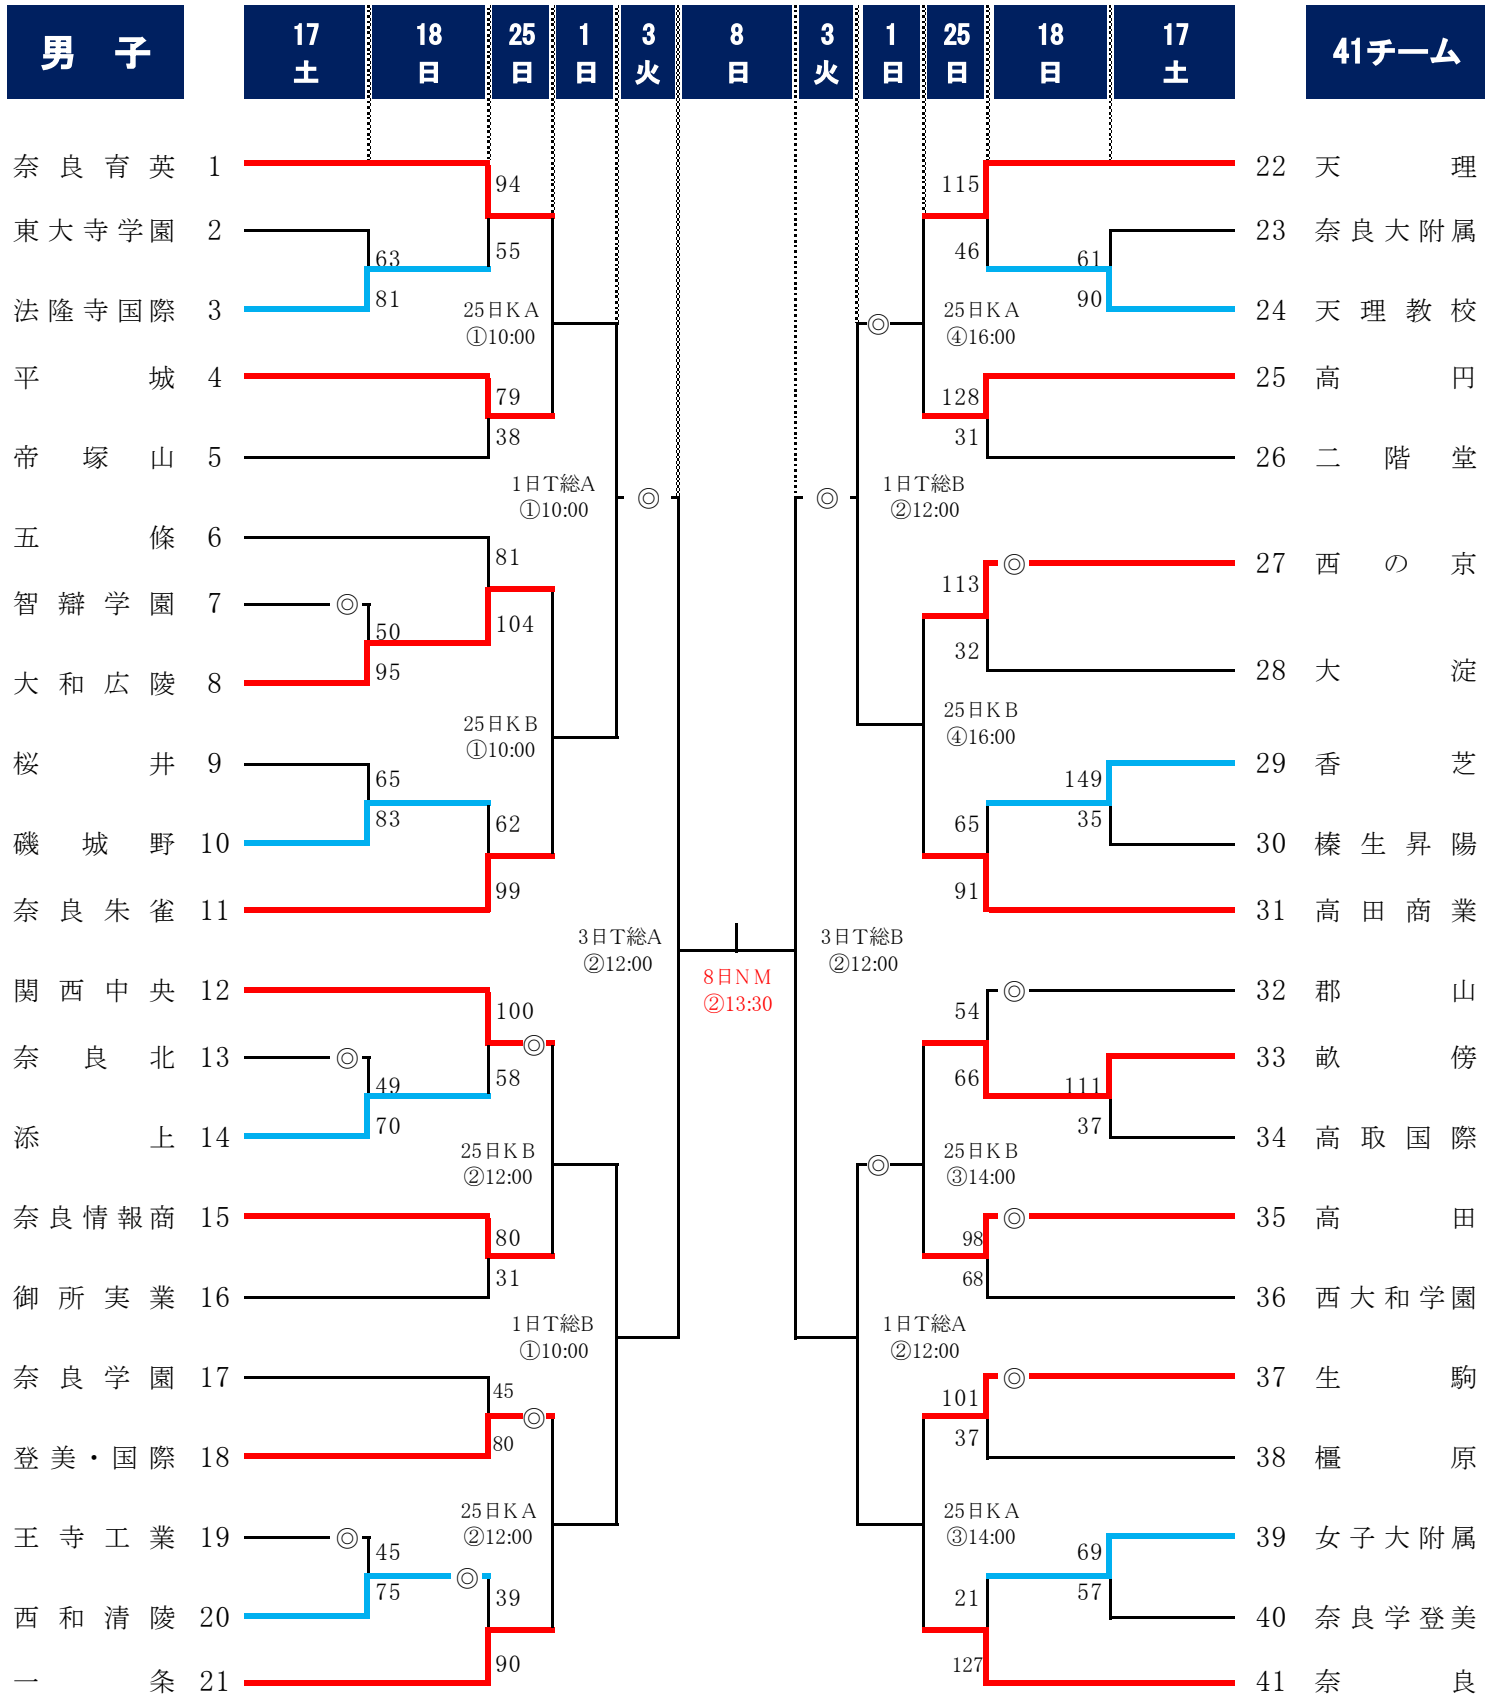 男子 17土 18日 25日 1日 3火 8日 3火 1日 25日 18日 17土 41チーム
奈良育英 1 22 天理
94 115
東大寺学園 2 23 奈良大附属
63 55 46 61
81 90
法隆寺国際 3 24 天理教校
25日KA 25日KA
①10:00 ◎ ④16:00
平城 4 25 高円
79 128
38 31
帝塚山 5 26 二階堂
1日T総A 1日T総B
①10:00 ◎ ◎ ②12:00
五條 6
81 27 西の京
◎ 113
智辯学園 7 ◎
50 104 32
95 28 大淀
大和広陵 8
25日KB 25日KB
①10:00 ④16:00
桜井 9 29 香芝
65 149
83 62 65 35
磯城野 10 30 榛生昇陽
99 91
奈良朱雀 11 31 高田商業
3日T総A 3日T総B
②12:00 ②12:00
8日NM
②13:30
関西中央 12 ◎ 32 郡山
100 54
◎
奈良北 13 ◎ 33 畝傍
49 58 66 111
70 37
添上 14 34 高取国際
25日KB 25日KB
②12:00 ◎ ③14:00
奈良情報商 15 ◎ 35 高田
80 98
31 68
御所実業 16 36 西大和学園
1日T総B 1日T総A
①10:00 ②12:00
奈良学園 17 ◎ 37 生駒
45 101
◎
80 37
登美・国際 18 38 橿原
25日KA 25日KA
②12:00 ③14:00
王寺工業 19 ◎ 39 女子大附属
45 69
◎
75 39 21 57
西和清陵 20 40 奈良学登美
90 127
一条 21 41 奈良